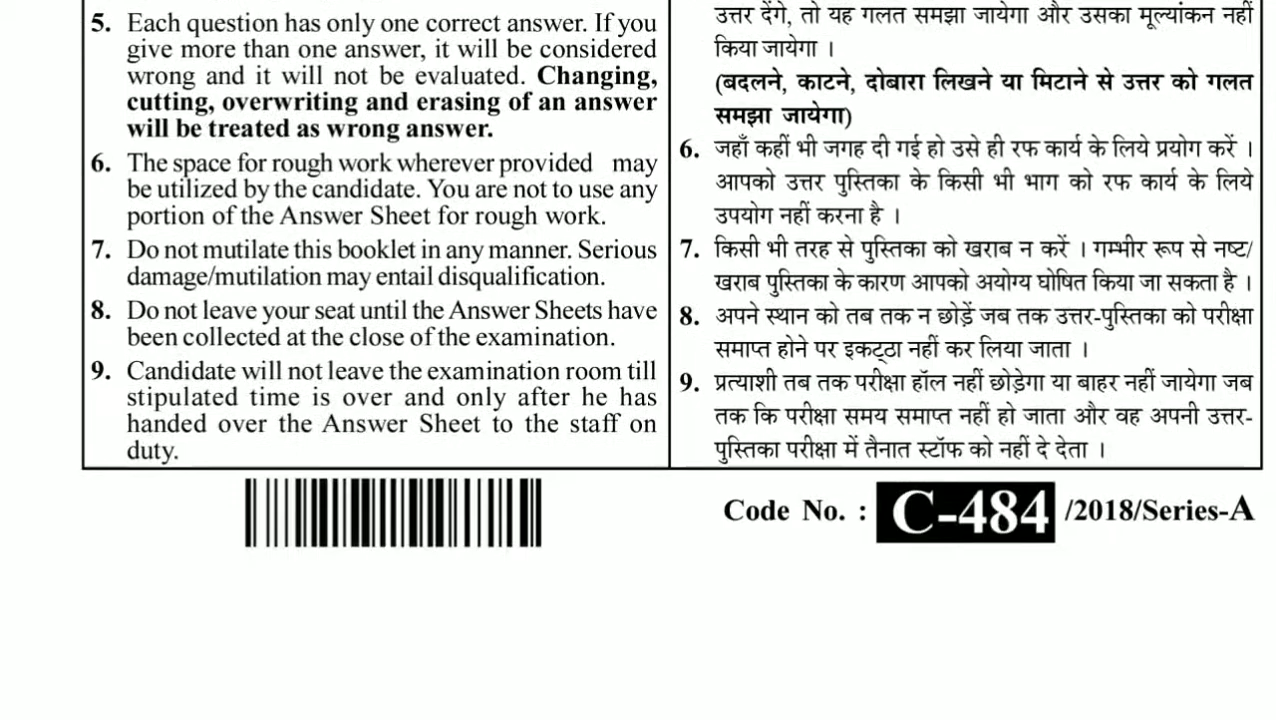 5. Each question has only one correct answer. If you
give more than one answer, it will be considered
wrong and it will not be evaluated. Changing,
cutting, overwriting and erasing of an answer
will be treated as wrong answer.
6. The space for rough work wherever provided may
be utilized by the candidate. You are not to use any
portion of the Answer Sheet for rough work.
7. Do not mutilate this booklet in any manner. Serious
damage/mutilation may entail disqualification.
8. Do not leave your seat until the Answer Sheets have
been collected at the close of the examination.
9. Candidate will not leave the examination room till
stipulated time is over and only after he has
handed over the Answer Sheet to the staff on
duty.
उत्तर देंगे, तो यह गलत समझा जायेगा और उसका मूल्यांकन नहीं
किया जायेगा ।
(बदलने, काटने, दोबारा लिखने या मिटाने से उत्तर को गलत
समझा जायेगा)
6. जहाँ कहीं भी जगह दी गई हो उसे ही रफ कार्य के लिये प्रयोग करें ।
आपको उत्तर पुस्तिका के किसी भी भाग को रफ कार्य के लिये
उपयोग नहीं करना है ।
7. किसी भी तरह से पुस्तिका को खराब न करें । गम्भीर रूप से नष्ट/
खराब पुस्तिका के कारण आपको अयोग्य घोषित किया जा सकता है ।
8. अपने स्थान को तब तक न छोड़ें जब तक उत्तर-पुस्तिका को परीक्षा
समाप्त होने पर इकट्ठा नहीं कर लिया जाता ।
9. प्रत्याशी तब तक परीक्षा हॉल नहीं छोड़ेगा या बाहर नहीं जायेगा जब
तक कि परीक्षा समय समाप्त नहीं हो जाता और वह अपनी उत्तर-
पुस्तिका परीक्षा में तैनात स्टॉफ को नहीं दे देता ।
Code No. : C-484 /2018/Series-A